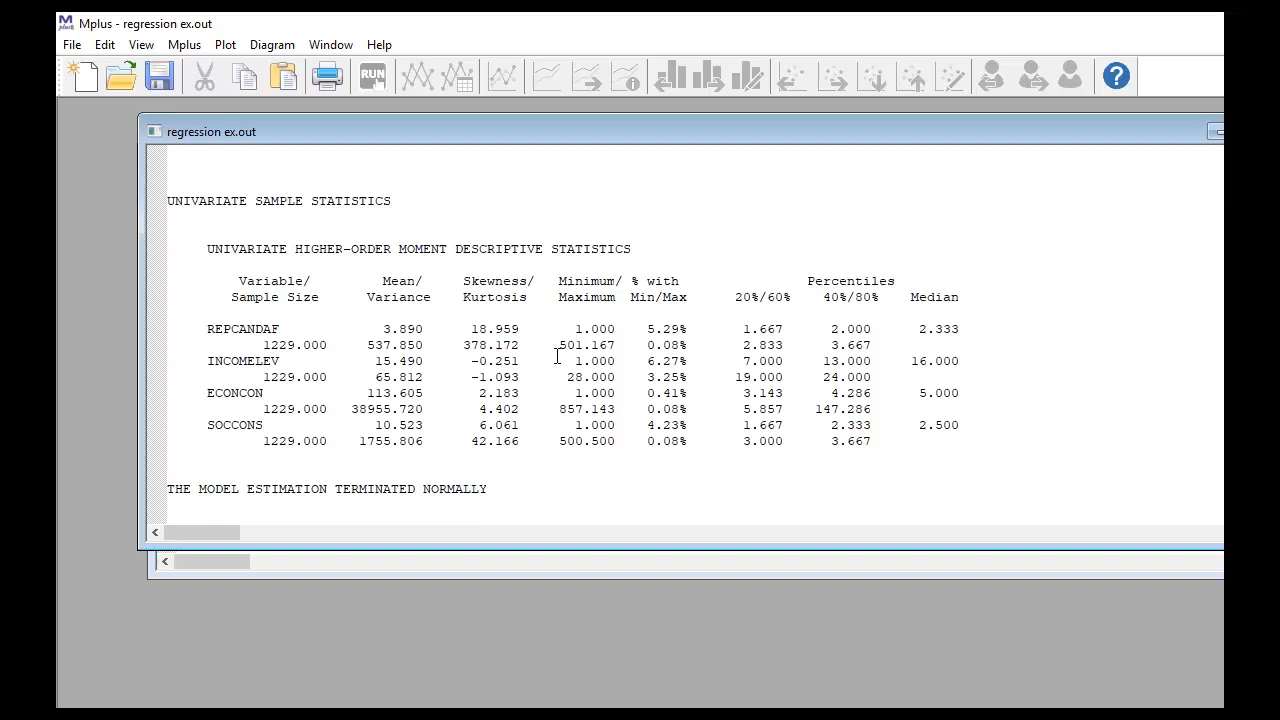 Mplus - regression ex.out
File Edit View Mplus Plot Diagram Window Help
RUN
regression ex.out
UNIVARIATE SAMPLE STATISTICS
UNIVARIATE HIGHER-ORDER MOMENT DESCRIPTIVE STATISTICS
Variable/ Mean/ Skewness/ Minimum/ % with Percentiles
Sample Size Variance Kurtosis Maximum Min/Max 20%/60% 40%/80% Median
REPCANDAF 3.890 18.959 1.000 5.29% 1.667 2.000 2.333
1229.000 537.850 378.172 501.167 0.08% 2.833 3.667
INCOMELEV 15.490 -0.251 1.000 6.27% 7.000 13.000 16.000
1229.000 65.812 -1.093 28.000 3.25% 19.000 24.000
ECONCON 113.605 2.183 1.000 0.41% 3.143 4.286 5.000
1229.000 38955.720 4.402 857.143 0.08% 5.857 147.286
SOCCONS 10.523 6.061 1.000 4.23% 1.667 2.333 2.500
1229.000 1755.806 42.166 500.500 0.08% 3.000 3.667
THE MODEL ESTIMATION TERMINATED NORMALLY